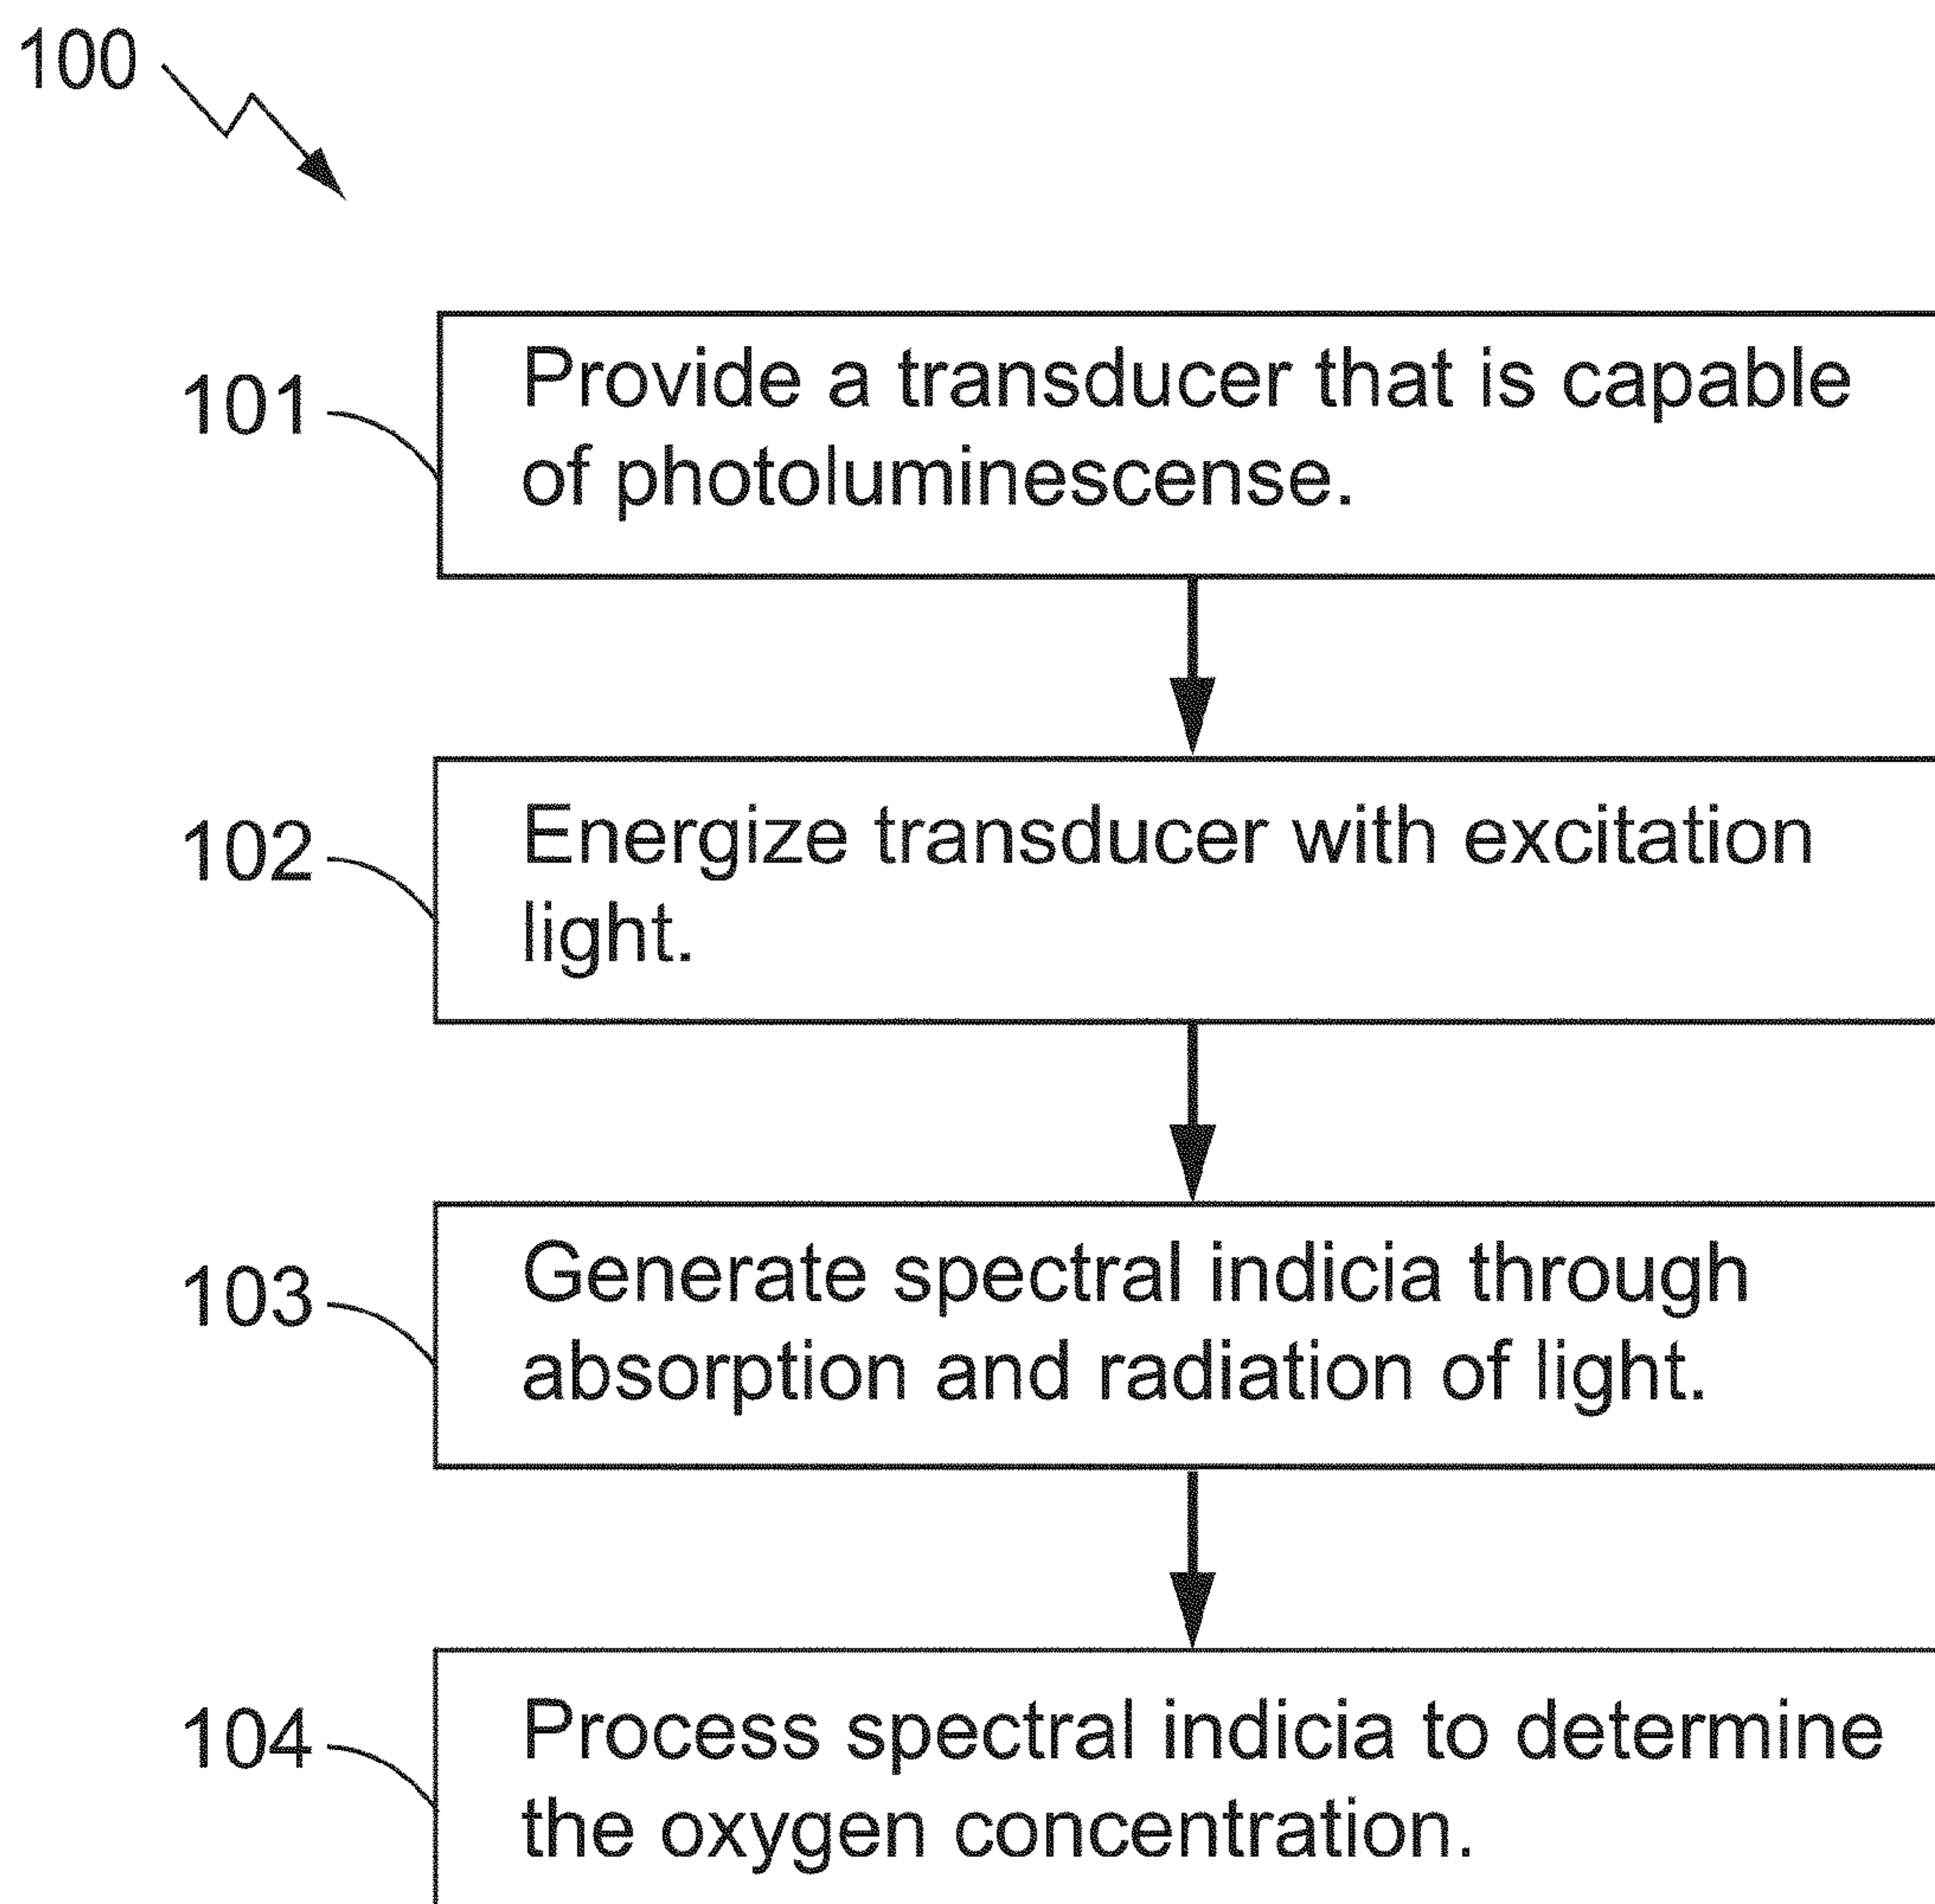 100
101
Provide a transducer that is capable
of photoluminescense.
102
Energize transducer with excitation
light.
103
Generate spectral indicia through
absorption and radiation of light.
104
Process spectral indicia to determine
the oxygen concentration.